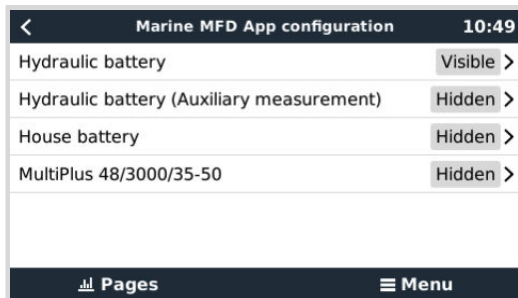 Marine MFD App configuration 10:49
Hydraulic battery Visible
Hydraulic battery (Auxiliary measurement) Hidden
House battery Hidden
MultiPlus 48/3000/35-50 Hidden
Pages Menu